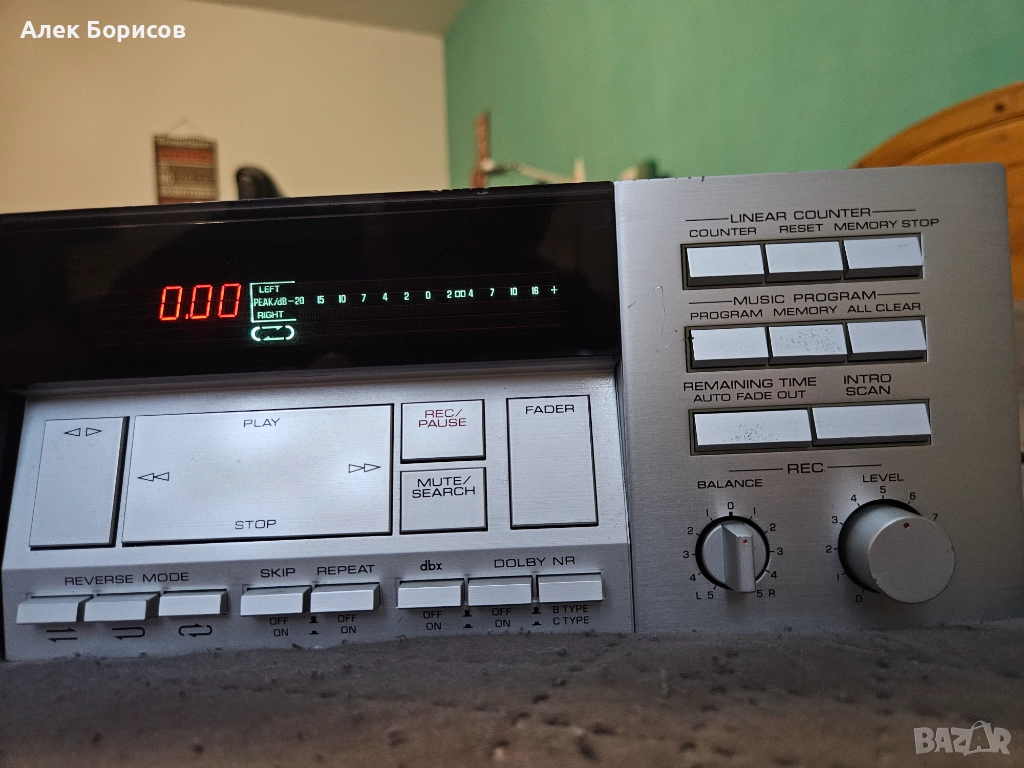 Алек Борисов
0.00
LEFT
PEAK/dB -20 15 10 7 4 2 0 2 4 7 10 16 +
RIGHT
LINEAR COUNTER
COUNTER RESET MEMORY STOP
MUSIC PROGRAM
PROGRAM MEMORY ALL CLEAR
REMAINING TIME
AUTO FADE OUT
INTRO
SCAN
PLAY
STOP
REC/
PAUSE
MUTE/
SEARCH
FADER
REC
BALANCE
0
1 1
2 2
3 3
4 4
L 5 5 R
LEVEL
0 1 2 3 4 5 6 7
REVERSE MODE
SKIP REPEAT
dbx
DOLBY NR
OFF
ON
OFF
ON
OFF
ON
OFF
ON
B TYPE
C TYPE
BAZAR